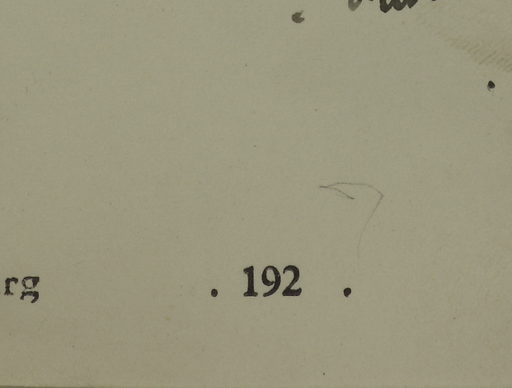 rg . 192 .